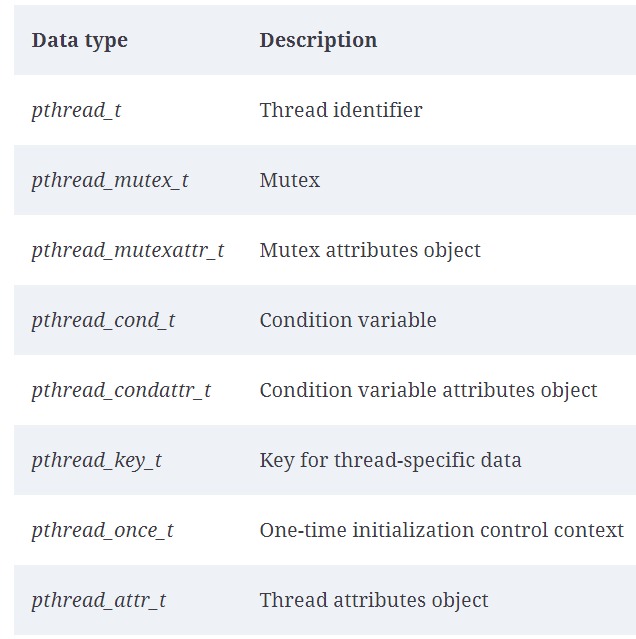 Data type Description
pthread_t Thread identifier
pthread_mutex_t Mutex
pthread_mutexattr_t Mutex attributes object
pthread_cond_t Condition variable
pthread_condattr_t Condition variable attributes object
pthread_key_t Key for thread-specific data
pthread_once_t One-time initialization control context
pthread_attr_t Thread attributes object